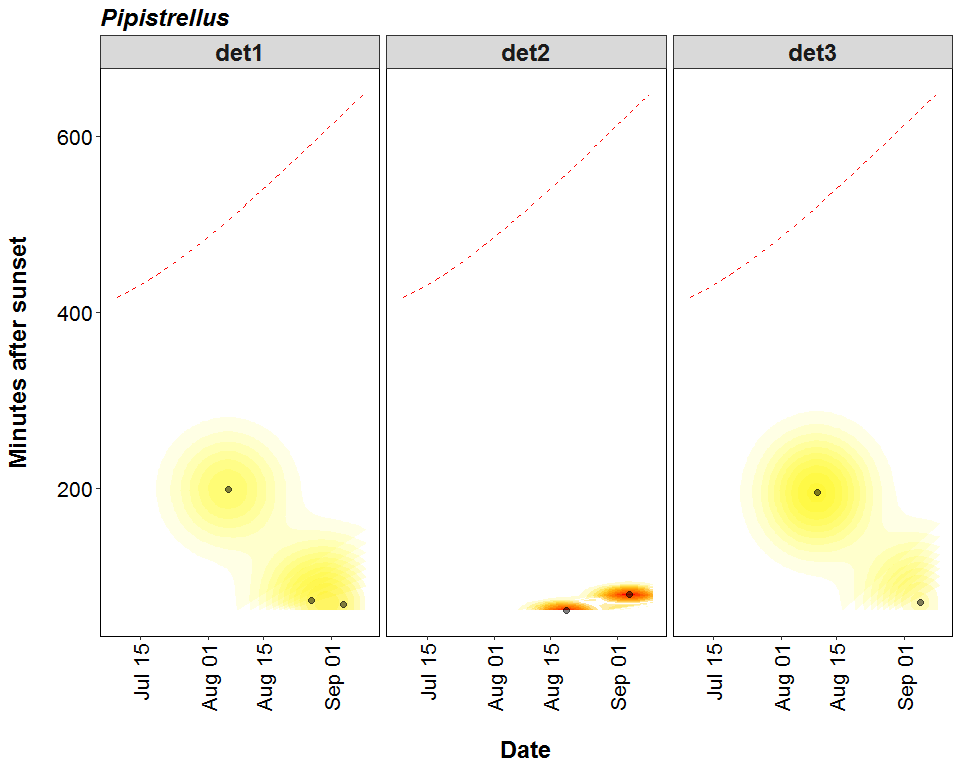 Pipistrellus
det1 det2 det3
Minutes after sunset
600
400
200
Jul 15 Aug 01 Aug 15 Sep 01 Jul 15 Aug 01 Aug 15 Sep 01 Jul 15 Aug 01 Aug 15 Sep 01
Date